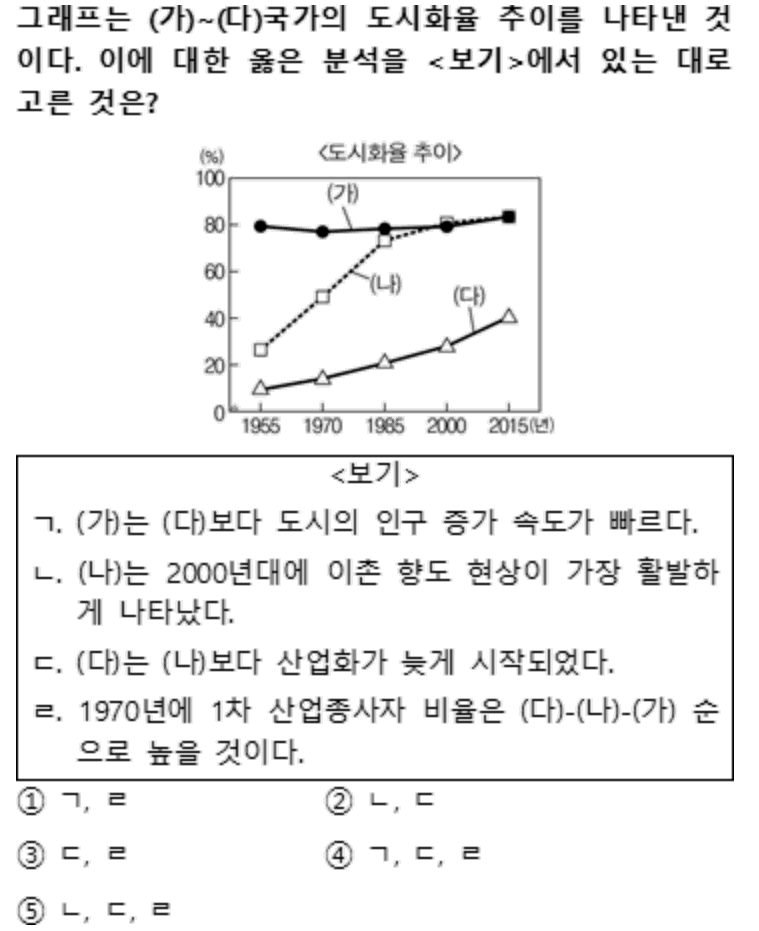 그래프는 (가)~(다)국가의 도시화율 추이를 나타낸 것
이다. 이에 대한 옳은 분석을 <보기>에서 있는 대로
고른 것은?
(%) <도시화율 추이>
100
(가)
80
60
(나)
(다)
40
20
0
1955 1970 1985 2000 2015(년)
<보기>
ㄱ. (가)는 (다)보다 도시의 인구 증가 속도가 빠르다.
ㄴ. (나)는 2000년대에 이촌 향도 현상이 가장 활발하
게 나타났다.
ㄷ. (다)는 (나)보다 산업화가 늦게 시작되었다.
ㄹ. 1970년에 1차 산업종사자 비율은 (다)-(나)-(가) 순
으로 높을 것이다.
① ㄱ, ㄹ ② ㄴ, ㄷ
③ ㄷ, ㄹ ④ ㄱ, ㄷ, ㄹ
⑤ ㄴ, ㄷ, ㄹ